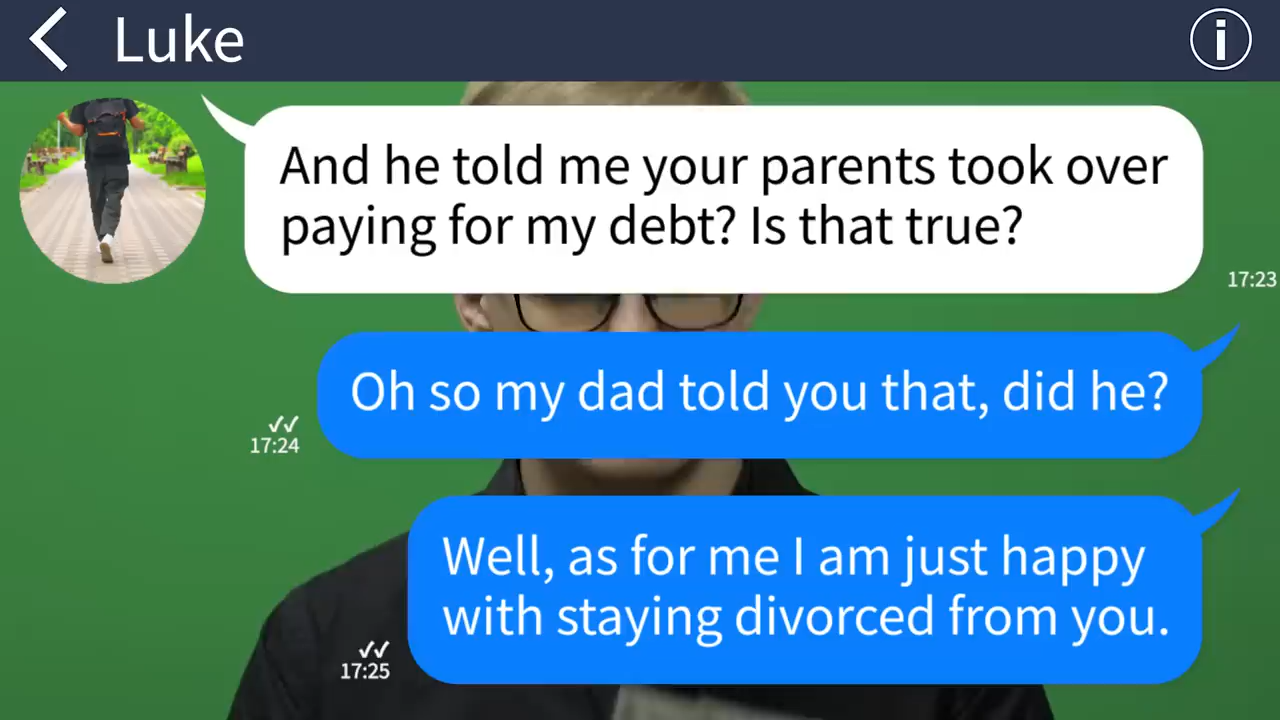 Luke
And he told me your parents took over
paying for my debt? Is that true?
17:23
Oh so my dad told you that, did he?
17:24
Well, as for me I am just happy
with staying divorced from you.
17:25